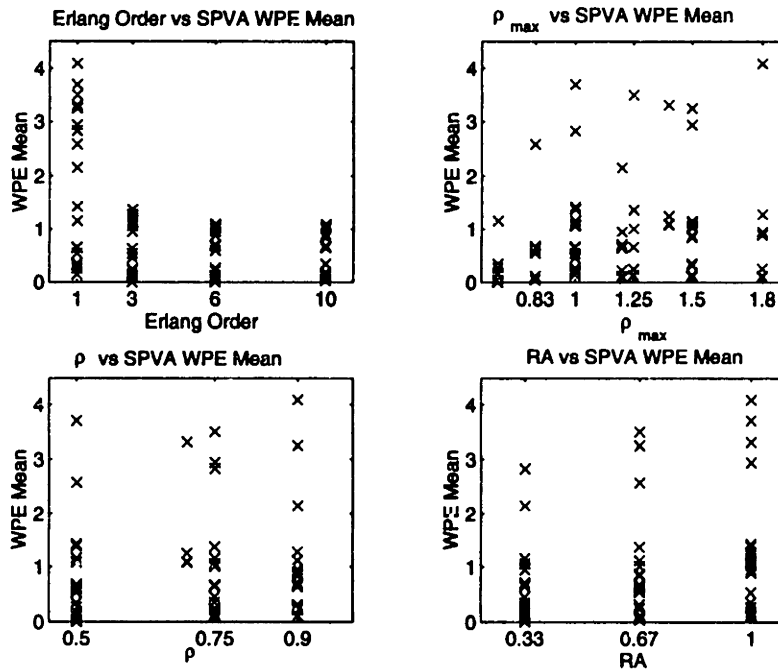 Erlang Order vs SPVA WPE Mean
4
3
2
1
0
WPE Mean
1 3 6 10
Erlang Order
ρ max vs SPVA WPE Mean
4
3
2
1
0
WPE Mean
0.83 1 1.25 1.5 1.8
ρ max
ρ vs SPVA WPE Mean
4
3
2
1
0
WPE Mean
0.5 0.75 0.9
ρ
RA vs SPVA WPE Mean
4
3
2
1
0
WPE Mean
0.33 0.67 1
RA